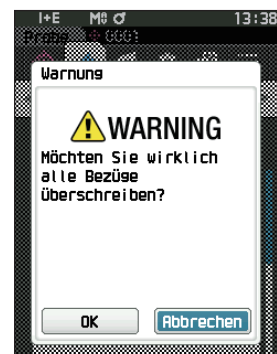 I+E M 13:38
Probe 0001
Warnung
WARNING
Möchten Sie wirklich
alle Bezüge
überschreiben?
OK
Abbrechen